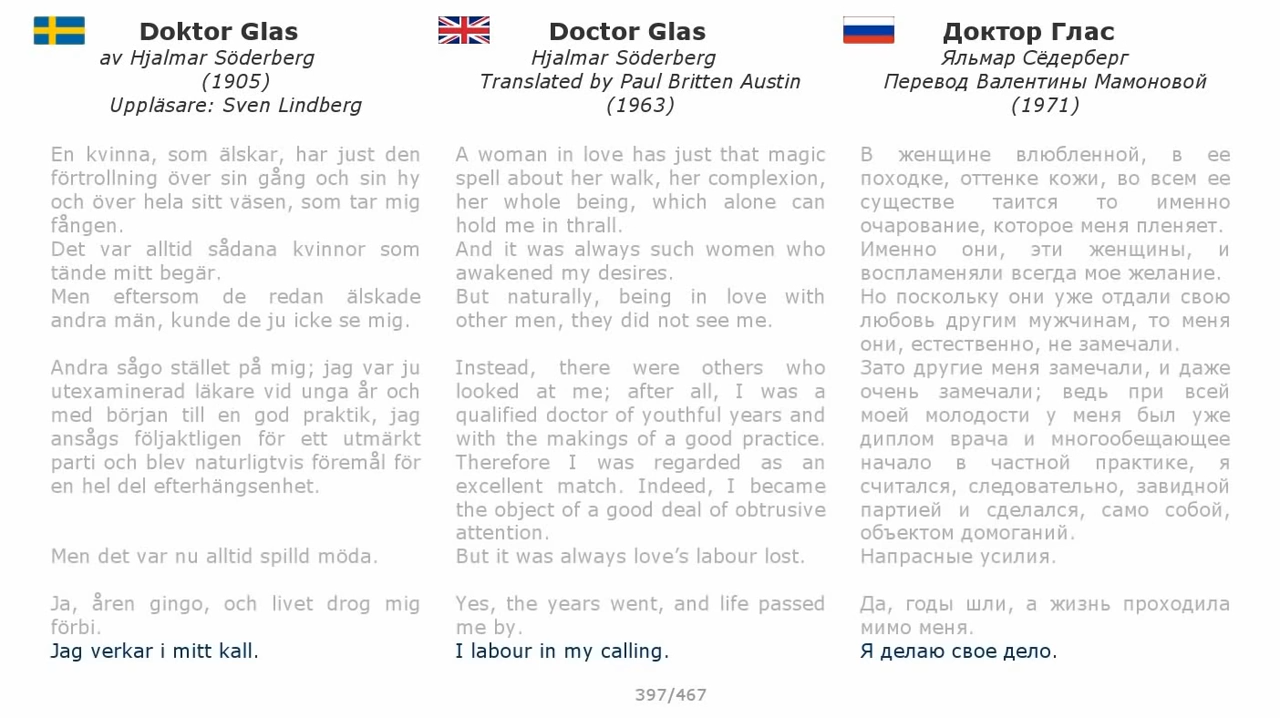 Doktor Glas
av Hjalmar Söderberg
(1905)
Uppläsare: Sven Lindberg
En kvinna, som älskar, har just den
förtrollning över sin gång och sin hy
och över hela sitt väsen, som tar mig
fången.
Det var alltid sådana kvinnor som
tände mitt begär.
Men eftersom de redan älskade
andra män, kunde de ju icke se mig.
Andra sågo stället på mig; jag var ju
utexaminerad läkare vid unga år och
med början till en god praktik, jag
ansågs följaktligen för ett utmärkt
parti och blev naturligtvis föremål för
en hel del efterhängsenhet.
Men det var nu alltid spilld möda.
Ja, åren gingo, och livet drog mig
förbi.
Jag verkar i mitt kall.
Doctor Glas
Hjalmar Söderberg
Translated by Paul Britten Austin
(1963)
A woman in love has just that magic
spell about her walk, her complexion,
her whole being, which alone can
hold me in thrall.
And it was always such women who
awakened my desires.
But naturally, being in love with
other men, they did not see me.
Instead, there were others who
looked at me; after all, I was a
qualified doctor of youthful years and
with the makings of a good practice.
Therefore I was regarded as an
excellent match. Indeed, I became
the object of a good deal of obtrusive
attention.
But it was always love’s labour lost.
Yes, the years went, and life passed
me by.
I labour in my calling.
Доктор Глас
Яльмар Сёдерберг
Перевод Валентины Мамоновой
(1971)
В женщине влюбленной, в ее
походке, оттенке кожи, во всем ее
существе таится то именно
очарование, которое меня пленяет.
Именно они, эти женщины, и
воспламеняли всегда мое желание.
Но поскольку они уже отдали свою
любовь другим мужчинам, то меня
они, естественно, не замечали.
Зато другие меня замечали, и даже
очень замечали; ведь при всей
моей молодости у меня был уже
диплом врача и многообещающее
начало в частной практике, я
считался, следовательно, завидной
партией и сделался, само собой,
объектом домоганий.
Напрасные усилия.
Да, годы шли, а жизнь проходила
мимо меня.
Я делаю свое дело.
397/467